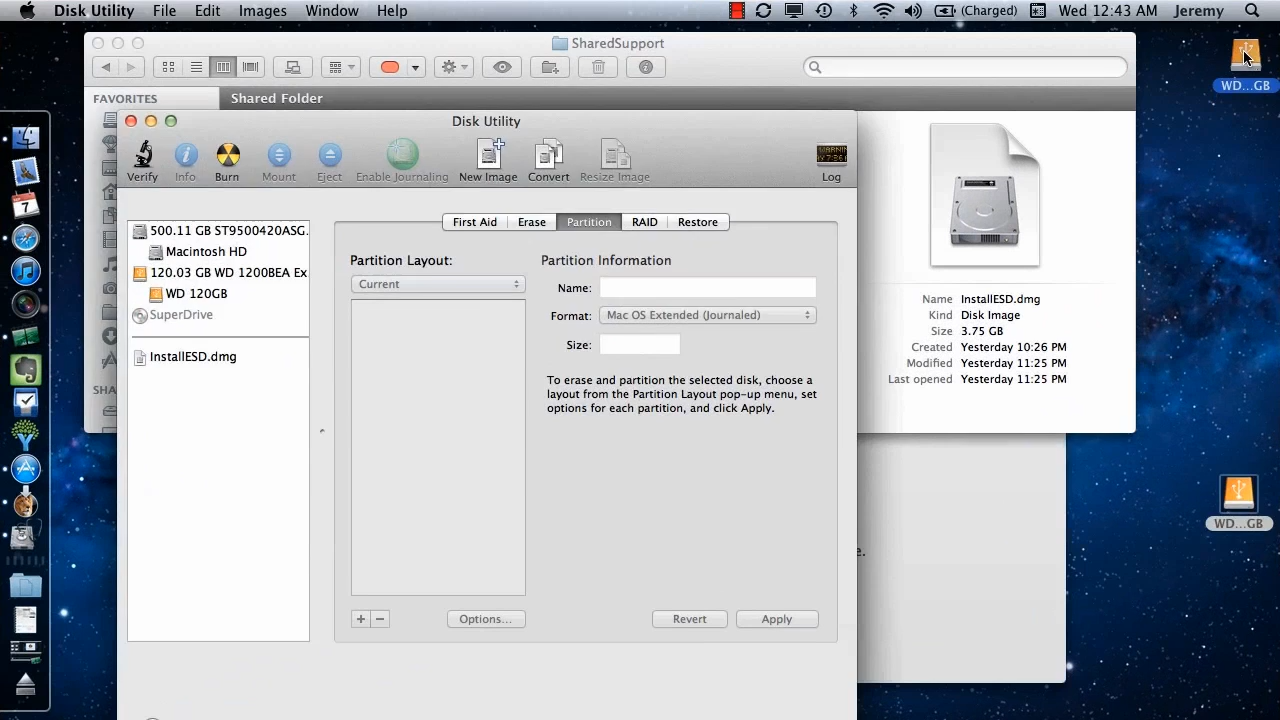 Disk Utility File Edit Images Window Help (Charged) Wed 12:43 AM Jeremy
SharedSupport
WD...GB
FAVORITES
Shared Folder
Disk Utility
Verify Info Burn Mount Eject Enable Journaling New Image Convert Resize Image Log
First Aid Erase Partition RAID Restore
500.11 GB ST9500420ASG.
Macintosh HD
120.03 GB WD 1200BEA Ex
WD 120GB
SuperDrive
InstallESD.dmg
Partition Layout:
Current
Partition Information
Name:
Format: Mac OS Extended (Journaled)
Size:
To erase and partition the selected disk, choose a
layout from the Partition Layout pop-up menu, set
options for each partition, and click Apply.
+ − Options... Revert Apply
Name InstallESD.dmg
Kind Disk Image
Size 3.75 GB
Created Yesterday 10:26 PM
Modified Yesterday 11:25 PM
Last opened Yesterday 11:25 PM
SHA
7
WD...GB
e.